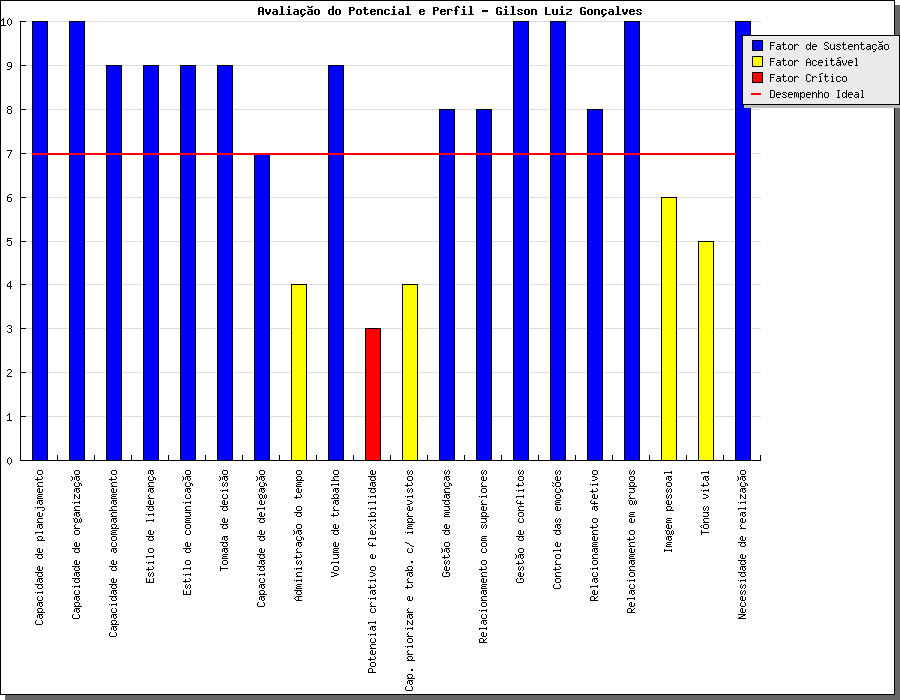 Avaliação do Potencial e Perfil - Gilson Luiz Gonçalves
Fator de Sustentação
Fator Aceitável
Fator Crítico
Desempenho Ideal
10
9
8
7
6
5
4
3
2
1
0
Capacidade de planejamento
Capacidade de organização
Capacidade de acompanhamento
Estilo de liderança
Estilo de comunicação
Tomada de decisão
Capacidade de delegação
Administração do tempo
Volume de trabalho
Potencial criativo e flexibilidade
Cap. priorizar e trab. c/ imprevistos
Gestão de mudanças
Relacionamento com superiores
Gestão de conflitos
Controle das emoções
Relacionamento afetivo
Relacionamento em grupos
Imagem pessoal
Tônus vital
Necessidade de realização